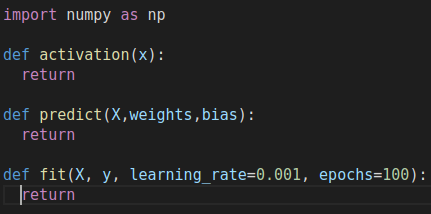 import numpy as np

def activation(x):
  return

def predict(X,weights,bias):
  return

def fit(X, y, learning_rate=0.001, epochs=100):
  return